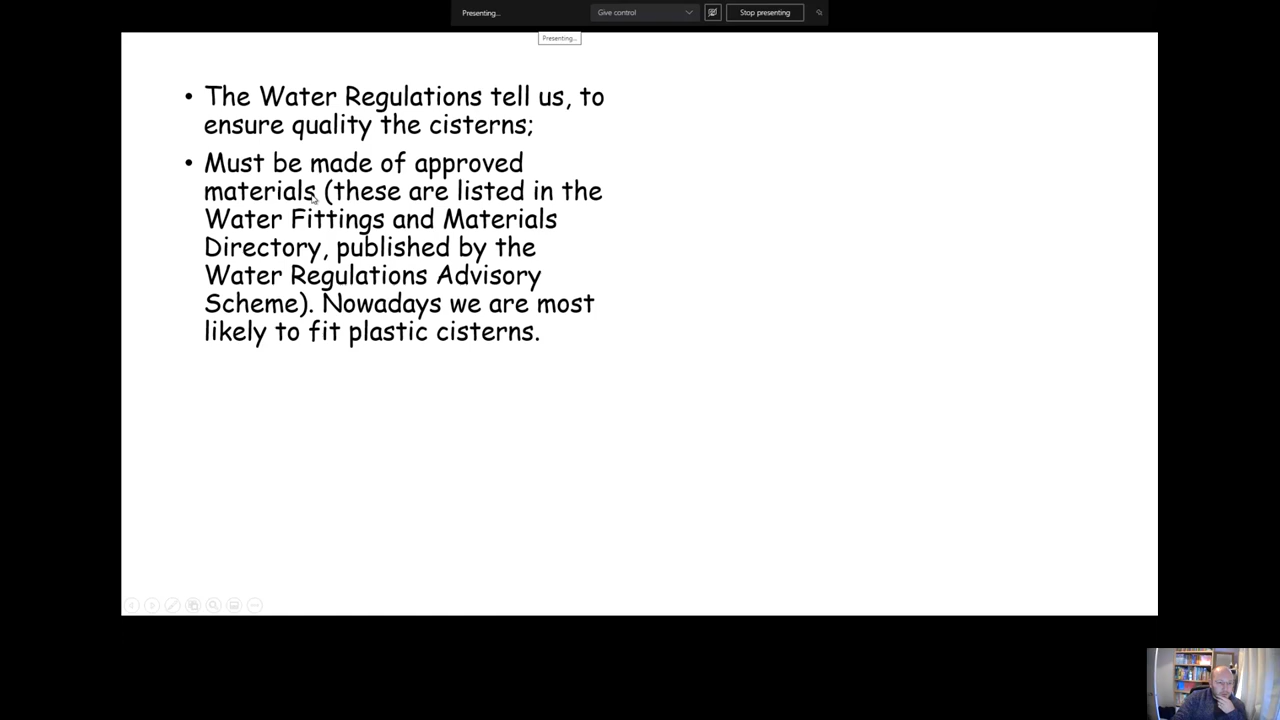 Presenting...
Give control
Stop presenting
Presenting...
• The Water Regulations tell us, to
ensure quality the cisterns;
• Must be made of approved
materials (these are listed in the
Water Fittings and Materials
Directory, published by the
Water Regulations Advisory
Scheme). Nowadays we are most
likely to fit plastic cisterns.